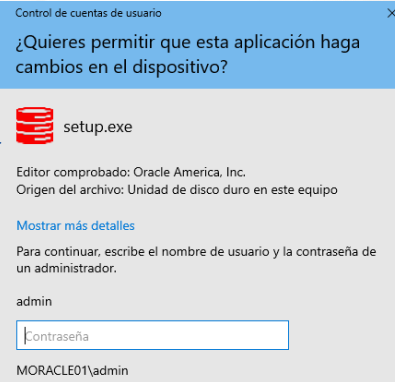 Control de cuentas de usuario
¿Quieres permitir que esta aplicación haga
cambios en el dispositivo?
setup.exe
Editor comprobado: Oracle America, Inc.
Origen del archivo: Unidad de disco duro en este equipo
Mostrar más detalles
Para continuar, escribe el nombre de usuario y la contraseña de
un administrador.
admin
Contraseña
MORACLE01\admin